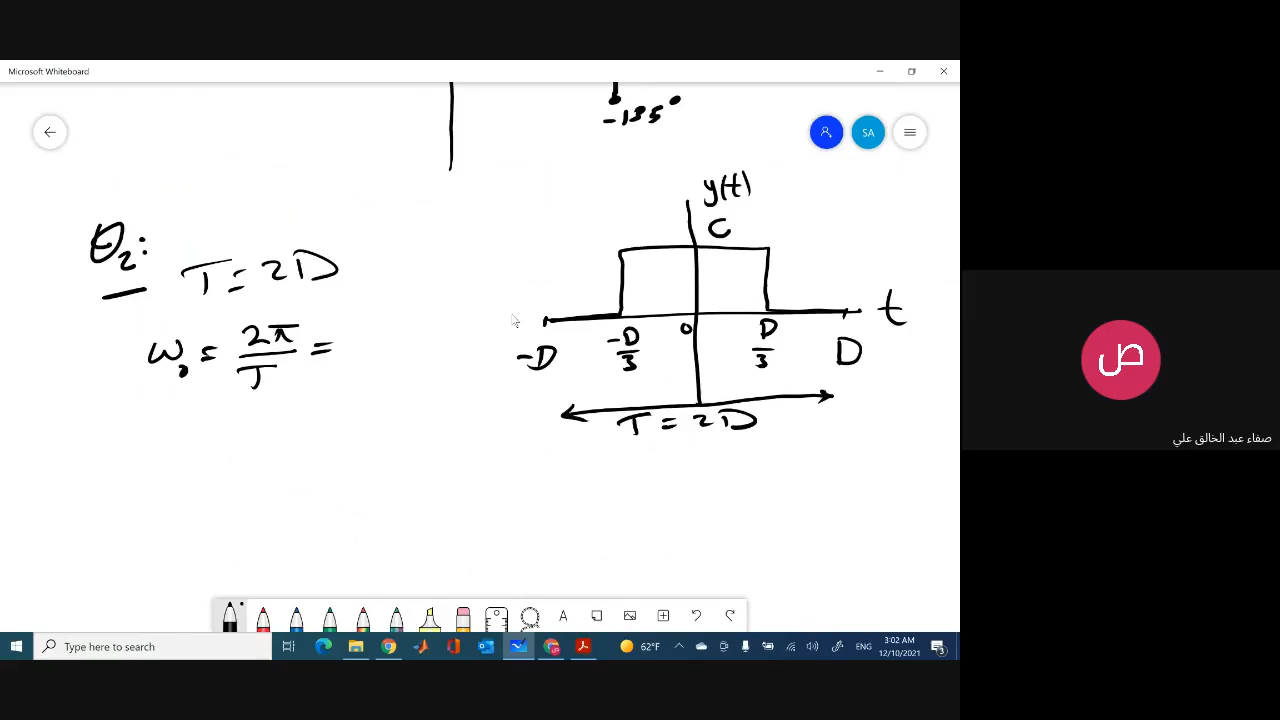 Microsoft Whiteboard
-135°
SA
y(t)
C
Q2:
T = 2D
ω₀ = 2π/T =
-D
-D/3
0
D/3
D
t
T = 2D
ص
صفاء عبد الخالق علي
A
Type here to search
62°F
ENG
3:02 AM
12/10/2021
3